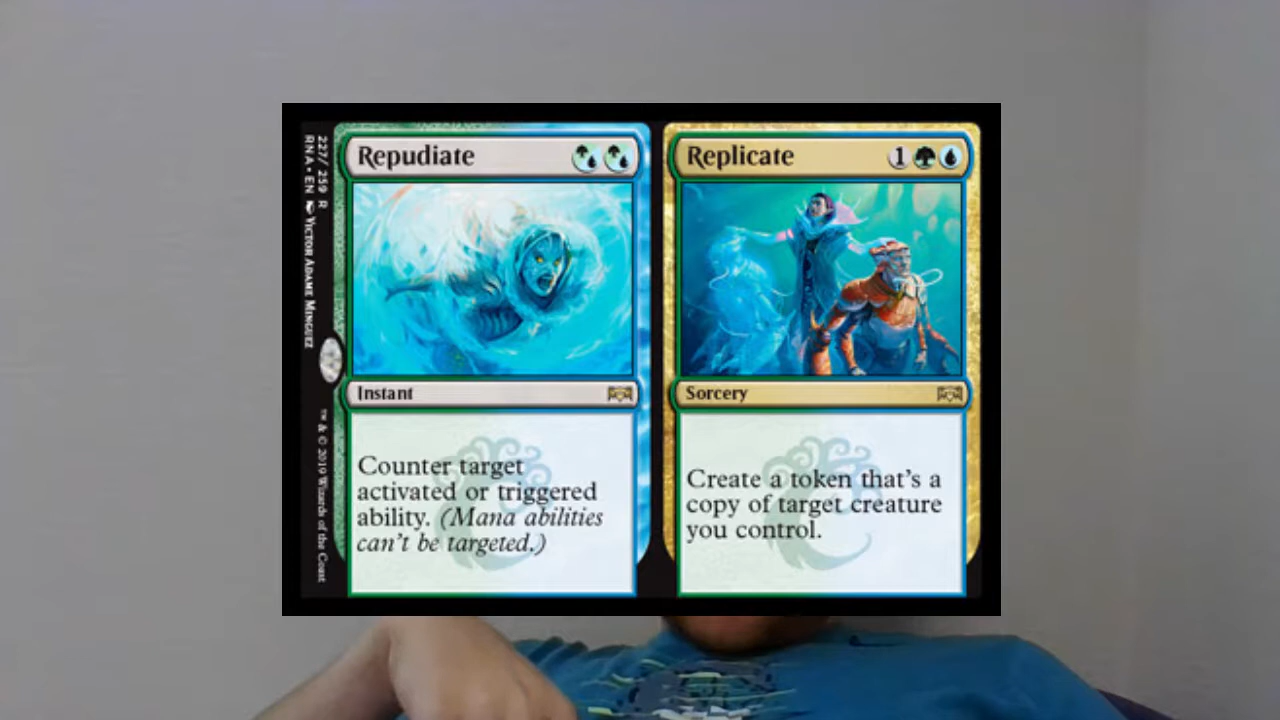 227/ 259 R
RNA • EN VICTOR ADAME MINGUEZ
™ & © 2019 Wizards of the Coast
Repudiate
Instant
Counter target
activated or triggered
ability. (Mana abilities
can't be targeted.)
Replicate
1
Sorcery
Create a token that's a
copy of target creature
you control.